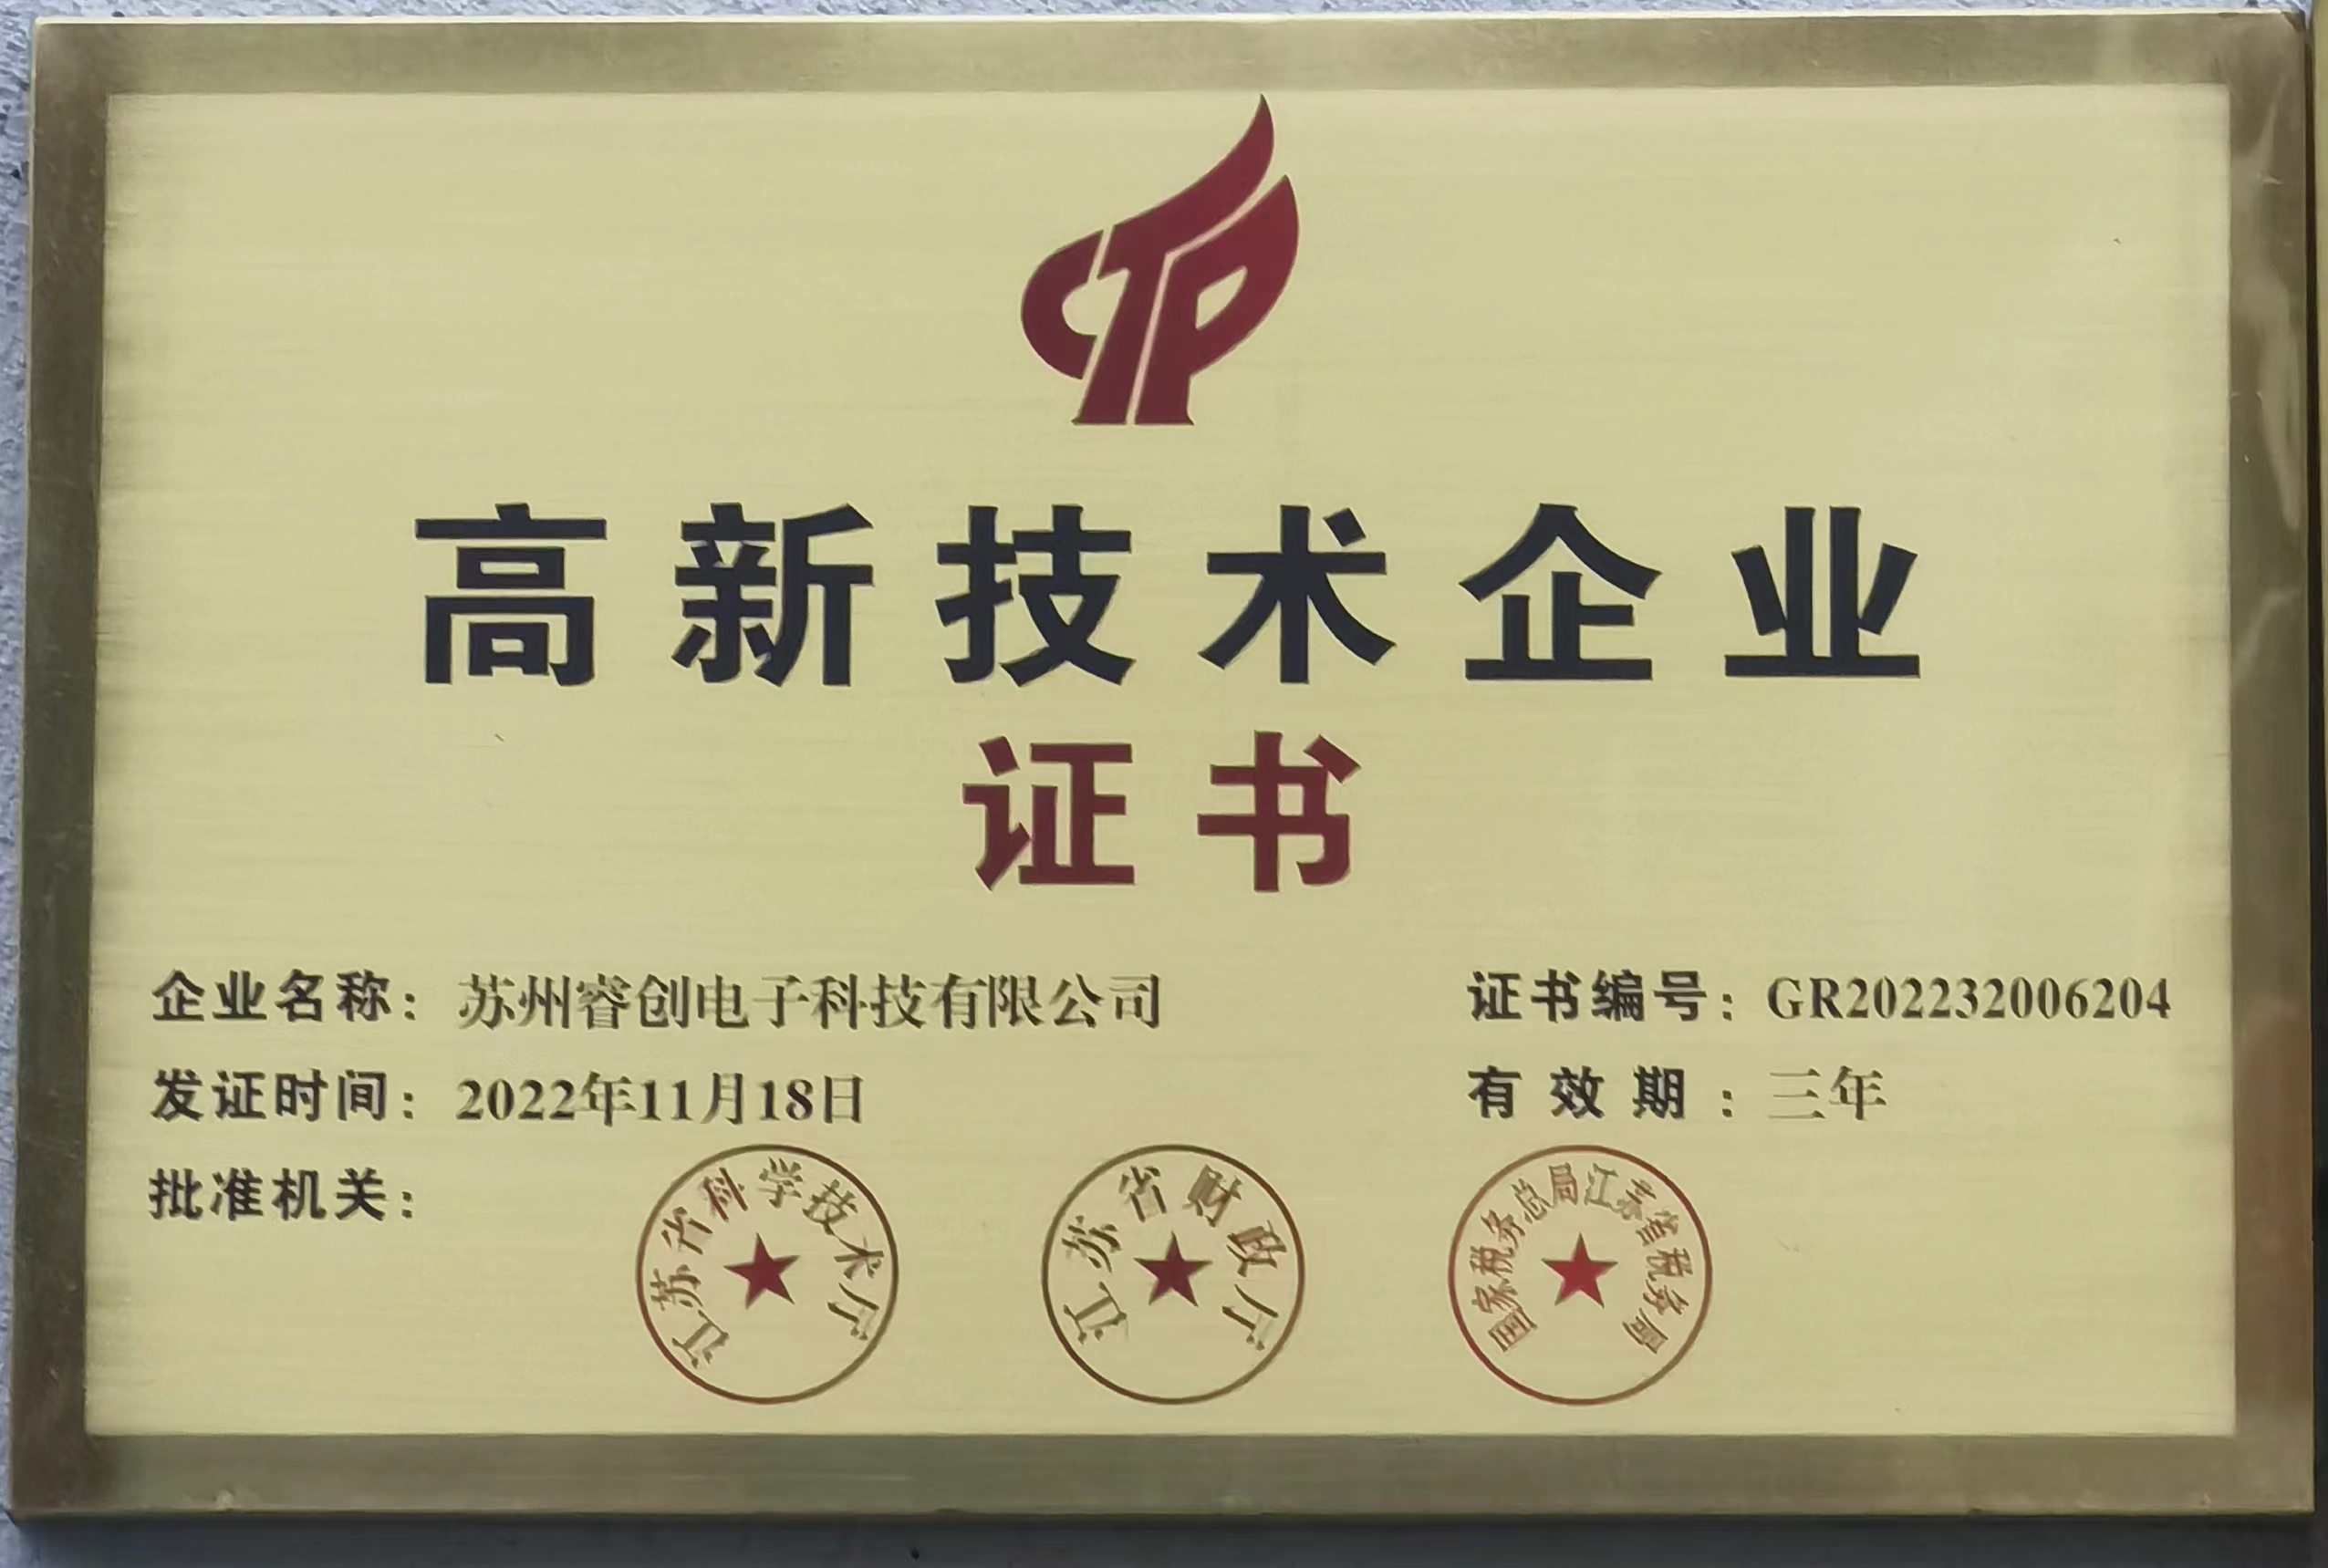 CTP
高新技术企业
证书
企业名称：苏州睿创电子科技有限公司
证书编号：GR202232006204
发证时间：2022年11月18日
有效期：三年
批准机关：
江苏省科学技术厅
江苏省财政厅
国家税务总局江苏省税务局